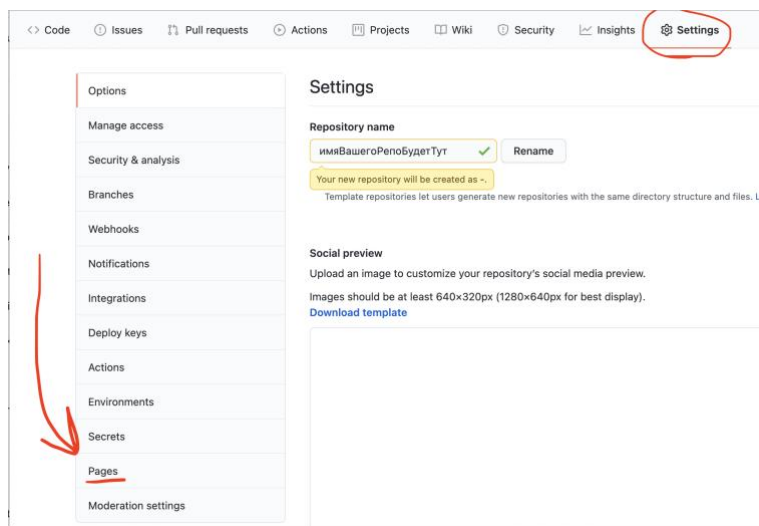 <> Code Issues Pull requests Actions Projects Wiki Security Insights Settings
Options
Manage access
Security & analysis
Branches
Webhooks
Notifications
Integrations
Deploy keys
Actions
Environments
Secrets
Pages
Moderation settings
Settings
Repository name
имяВашегоРепоБудетТут Rename
Your new repository will be created as -.
Template repositories let users generate new repositories with the same directory structure and files. L
Social preview
Upload an image to customize your repository's social media preview.
Images should be at least 640×320px (1280×640px for best display).
Download template